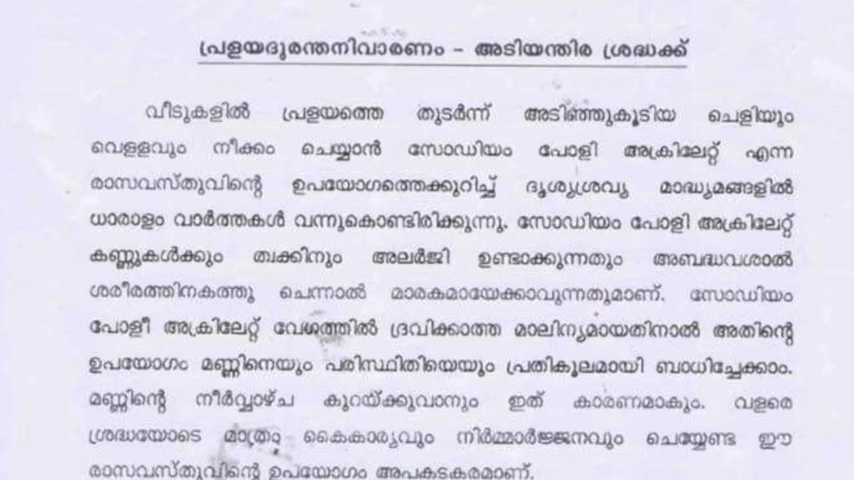 പ്രളയദുരന്തനിവാരണം – അടിയന്തിര ശ്രദ്ധക്ക്
വീടുകളിൽ പ്രളയത്തെ തുടർന്ന് അടിഞ്ഞുകൂടിയ ചെളിയും
വെളളവും നീക്കം ചെയ്യാൻ സോഡിയം പോളി അക്രിലേറ്റ് എന്ന
രാസവസ്തുവിന്റെ ഉപയോഗത്തെക്കുറിച്ച് ദൃശ്യശ്രവ്യ മാദ്ധ്യമങ്ങളിൽ
ധാരാളം വാർത്തകൾ വന്നുകൊണ്ടിരിക്കുന്നു. സോഡിയം പോളി അക്രിലേറ്റ്
കണ്ണുകൾക്കും ത്വക്കിനും അലർജി ഉണ്ടാക്കുന്നതും അബദ്ധവശാൽ
ശരീരത്തിനകത്തു ചെന്നാൽ മാരകമായേക്കാവുന്നതുമാണ്. സോഡിയം
പോളീ അക്രിലേറ്റ് വേഗത്തിൽ ദ്രവിക്കാത്ത മാലിന്യമായതിനാൽ അതിന്റെ
ഉപയോഗം മണ്ണിനെയും പരിസ്ഥിതിയെയും പ്രതികൂലമായി ബാധിച്ചേക്കാം.
മണ്ണിന്റെ നീർവ്വാഴ്ച കുറയ്ക്കുവാനും ഇത് കാരണമാകും. വളരെ
ശ്രദ്ധയോടെ മാത്രം കൈകാര്യവും നിർമ്മാർജ്ജനവും ചെയ്യേണ്ട ഈ
രാസവസ്തുവിന്റെ ഉപയോഗം അപകടകരമാണ്.